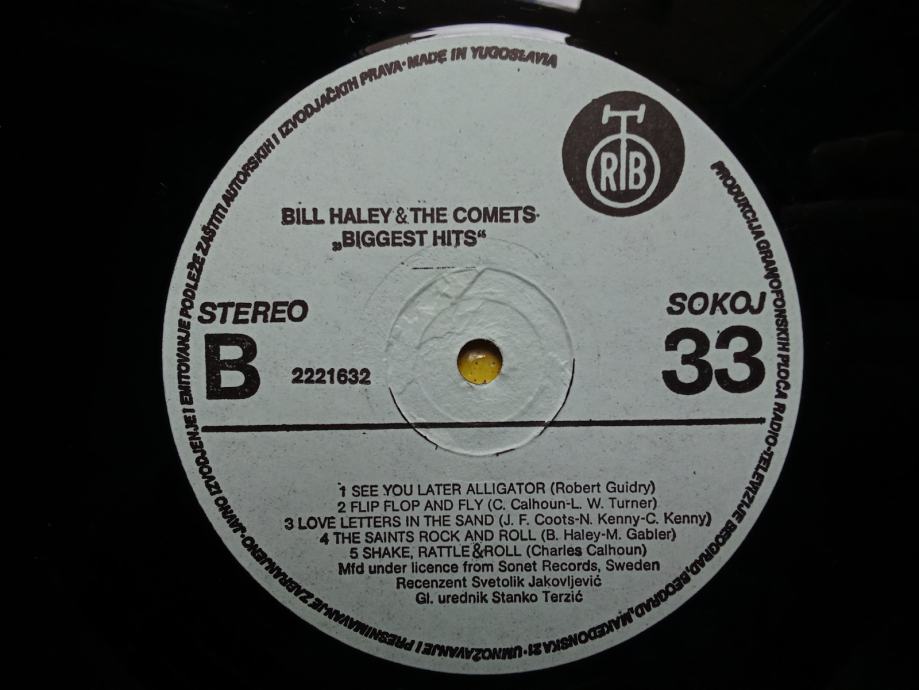 PRODUKCIJA GRAMOFONSKIH PLOČA RADIO-TELEVIZIJE BEOGRAD, BEOGRAD, MAKEDONSKA 21 · UMNOŽAVANJE I PRESNIMAVANJE ZABRANJENO · JAVNO IZVODJENJE I EMITOVANJE PODLEŽE ZAŠTITI AUTORSKIH I IZVODJAČKIH PRAVA · MADE IN YUGOSLAVIA
RTB
BILL HALEY & THE COMETS·
„BIGGEST HITS“
STEREO
SOKOJ
B
2221632
33
1 SEE YOU LATER ALLIGATOR (Robert Guidry)
2 FLIP FLOP AND FLY (C. Calhoun-L. W. Turner)
3 LOVE LETTERS IN THE SAND (J. F. Coots-N. Kenny-C. Kenny)
4 THE SAINTS ROCK AND ROLL (B. Haley-M. Gabler)
5 SHAKE, RATTLE & ROLL (Charles Calhoun)
Mfd under licence from Sonet Records, Sweden
Recenzent Svetolik Jakovljević
Gl. urednik Stanko Terzić